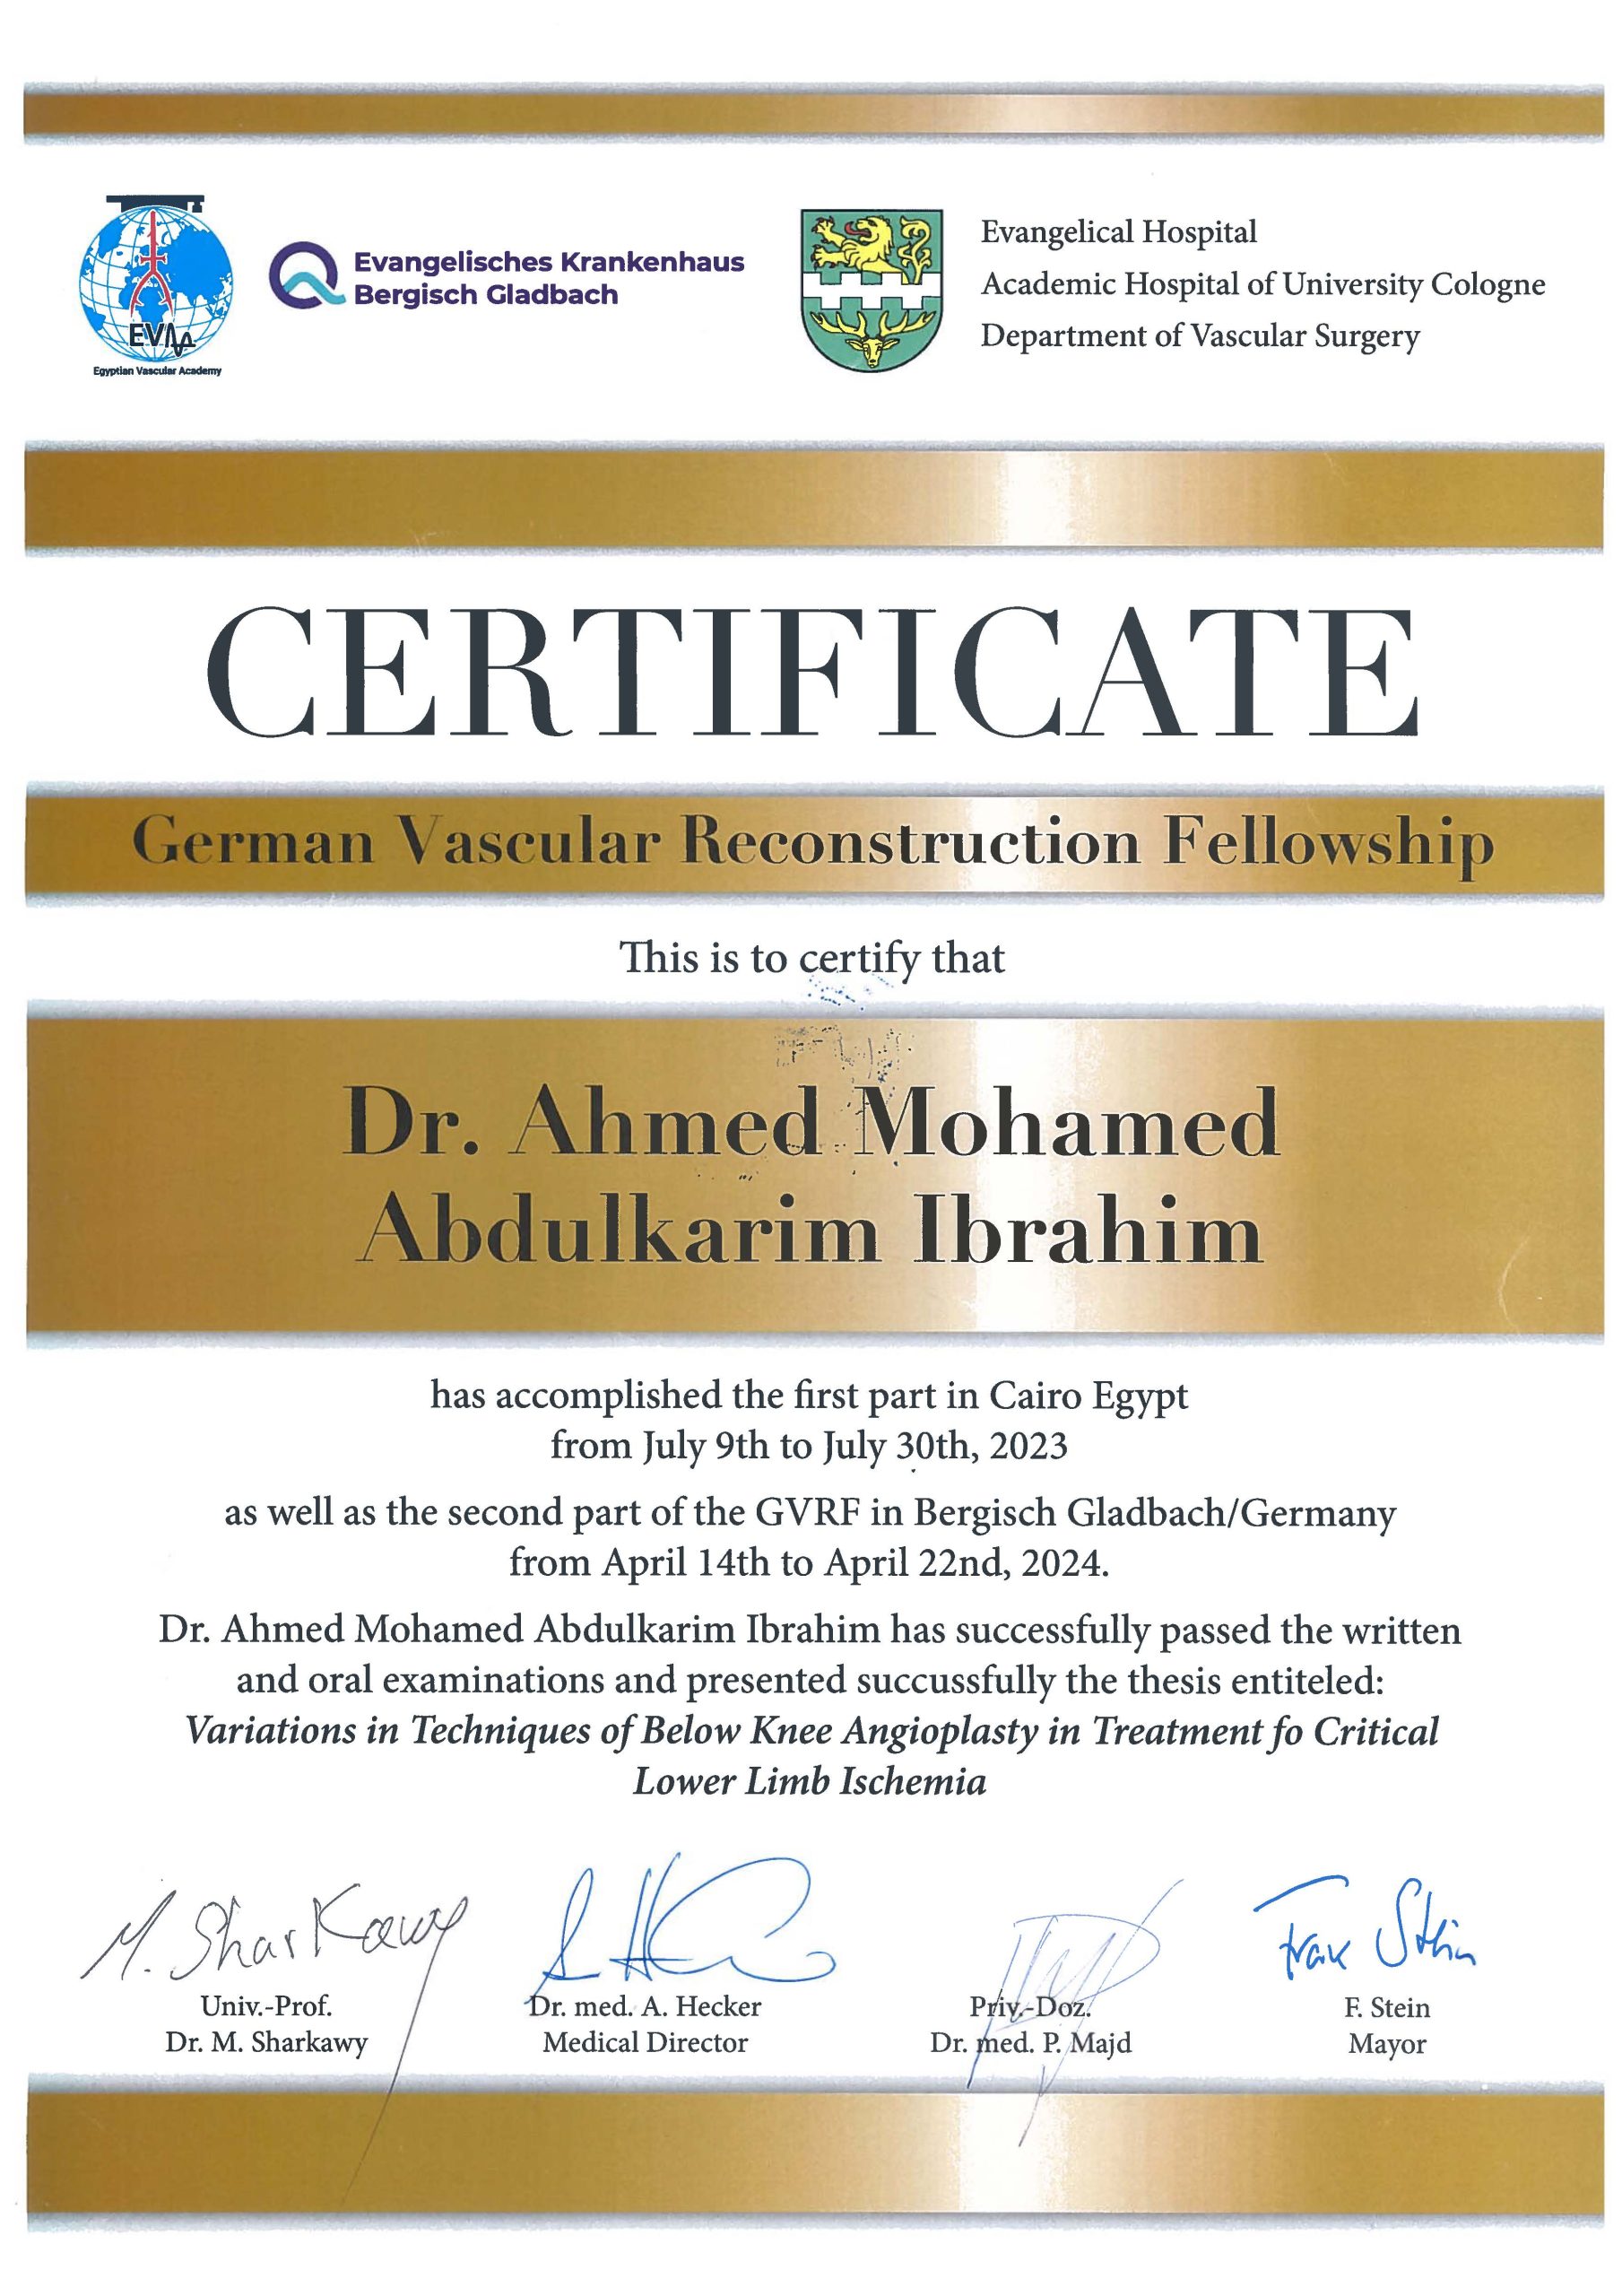 EVA
Egyptian Vascular Academy
Evangelisches Krankenhaus
Bergisch Gladbach
Evangelical Hospital
Academic Hospital of University Cologne
Department of Vascular Surgery
CERTIFICATE
German Vascular Reconstruction Fellowship
This is to certify that
Dr. Ahmed Mohamed
Abdulkarim Ibrahim
has accomplished the first part in Cairo Egypt
from July 9th to July 30th, 2023
as well as the second part of the GVRF in Bergisch Gladbach/Germany
from April 14th to April 22nd, 2024.
Dr. Ahmed Mohamed Abdulkarim Ibrahim has successfully passed the written
and oral examinations and presented succussfully the thesis entiteled:
Variations in Techniques of Below Knee Angioplasty in Treatment fo Critical
Lower Limb Ischemia
M. Sharkawy
Univ.-Prof.
Dr. M. Sharkawy
Dr. med. A. Hecker
Medical Director
Priv.-Doz.
Dr. med. P. Majd
Frank Stein
F. Stein
Mayor